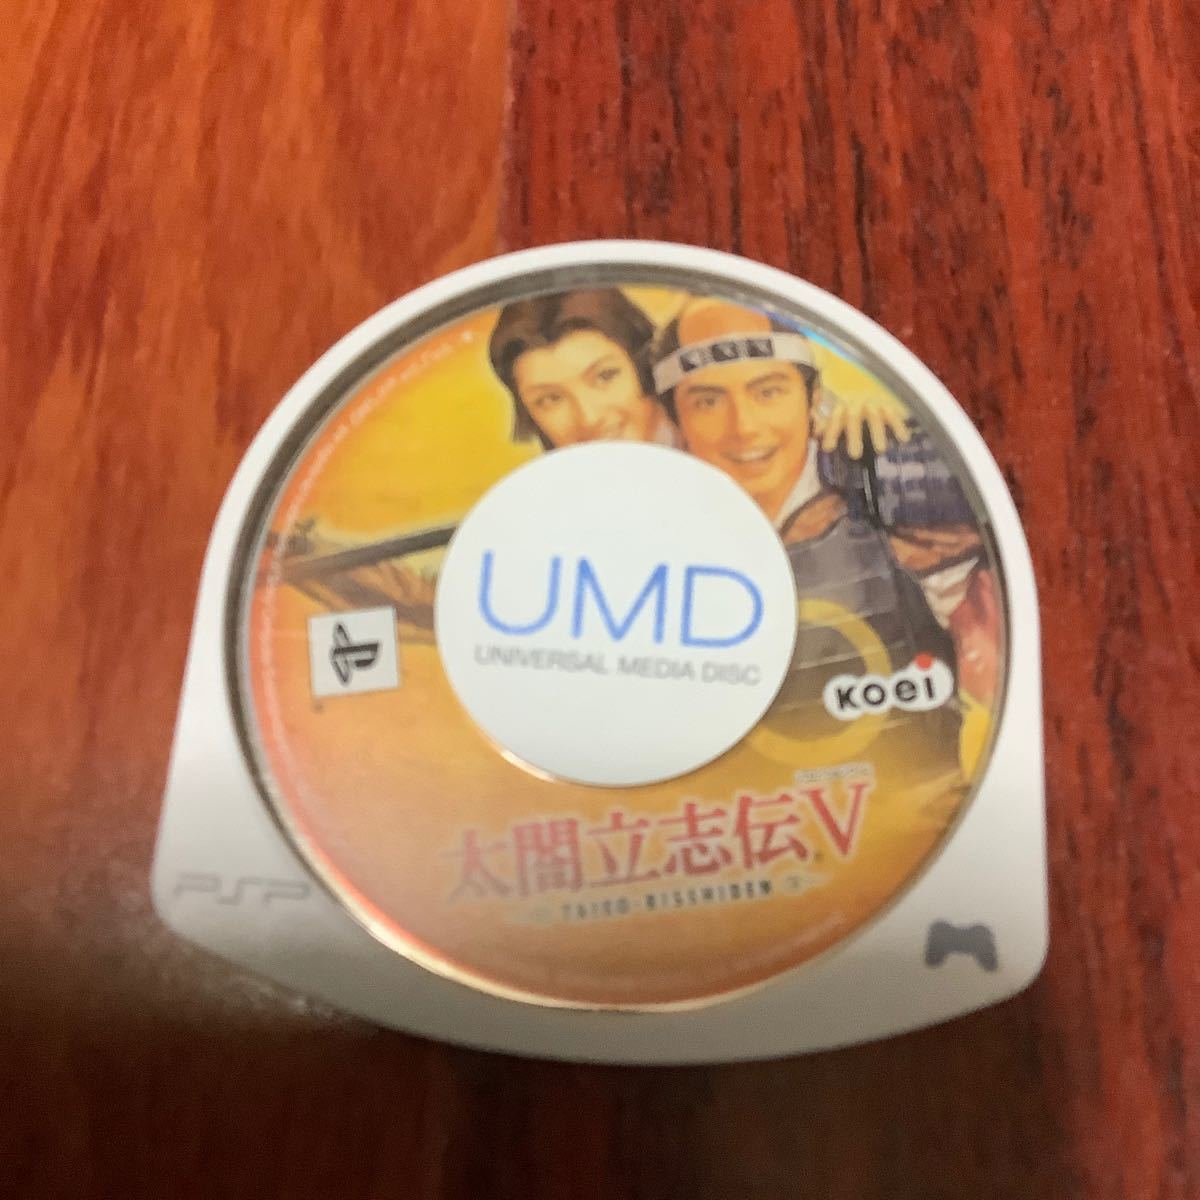 UMD
UNIVERSAL MEDIA DISC
Koei
太閤立志伝V
TAIKO-RISSHIDEN
PSP